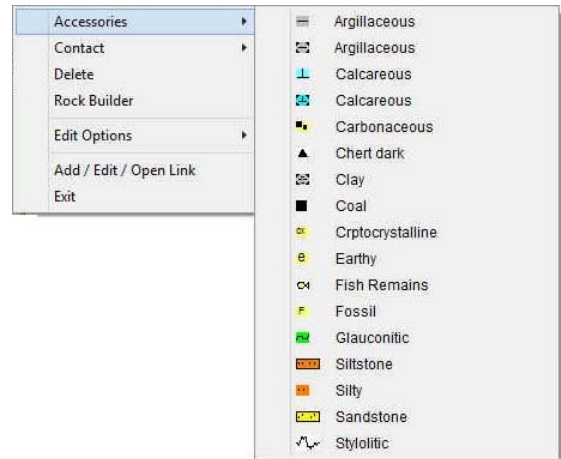 Accessories
Contact
Delete
Rock Builder
Edit Options
Add / Edit / Open Link
Exit
Argillaceous
Argillaceous
Calcareous
Calcareous
Carbonaceous
Chert dark
Clay
Coal
Crptocrystalline
e Earthy
Fish Remains
F Fossil
Glauconitic
Siltstone
Silty
Sandstone
Stylolitic